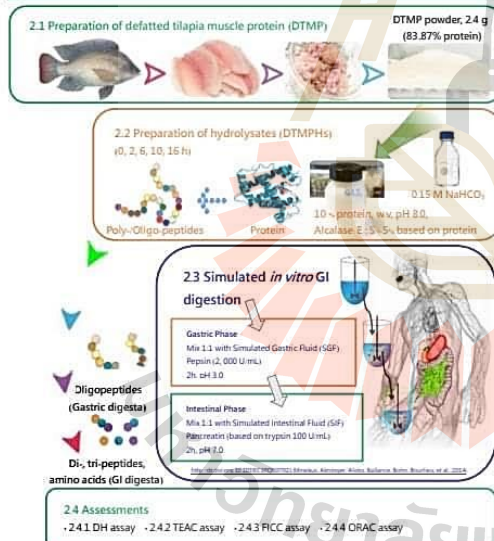 2.1 Preparation of defatted tilapia muscle protein (DTMP)
DTMP powder, 2.4 g
(83.87% protein)
2.2 Preparation of hydrolysates (DTMPHs)
(0, 2, 6, 10, 16 h)
0.15 M NaHCO₃
10 % protein, w/v, pH 8.0,
Alcalase E:S 5% based on protein
Poly-/Oligo-peptides
Protein
2.3 Simulated in vitro GI
digestion
Gastric Phase
Mix 1:1 with Simulated Gastric Fluid (SGF)
Pepsin (2, 000 U/mL)
2h, pH 3.0
Intestinal Phase
Mix 1:1 with Simulated Intestinal Fluid (SIF)
Pancreatin (based on trypsin 100 U/mL)
2h, pH 7.0
Oligopeptides
(Gastric digesta)
Di-, tri-peptides,
amino acids (GI digesta)
2.4 Assessments
• 2.4.1 DH assay • 2.4.2 TEAC assay • 2.4.3 FICC assay • 2.4.4 ORAC assay